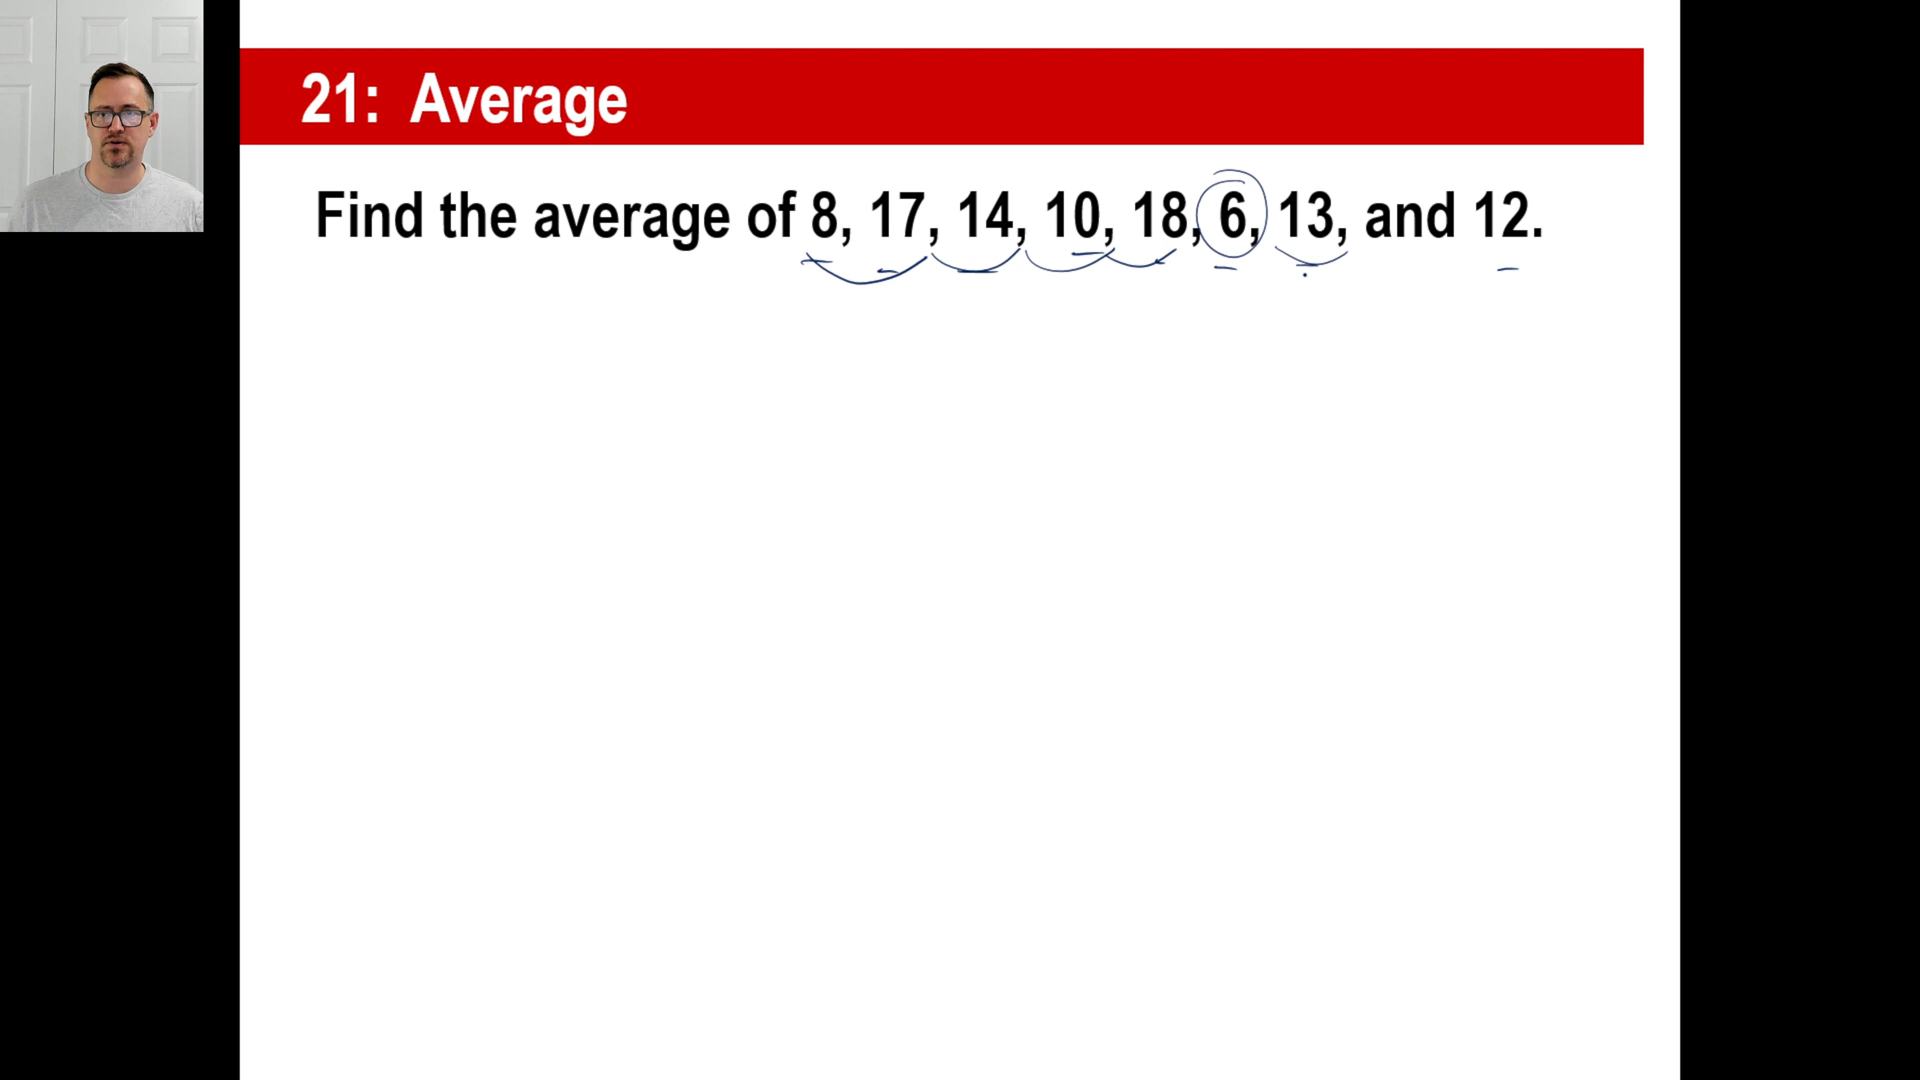 21: Average
Find the average of 8, 17, 14, 10, 18, 6, 13, and 12.